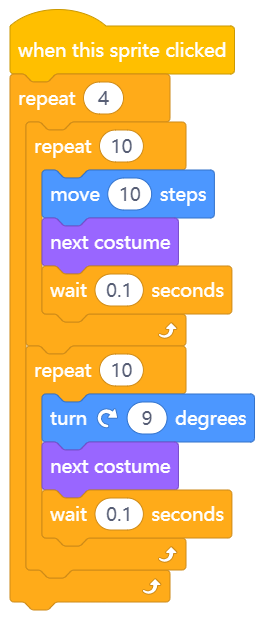 when this sprite clicked
repeat 4
repeat 10
move 10 steps
next costume
wait 0.1 seconds
repeat 10
turn 9 degrees
next costume
wait 0.1 seconds